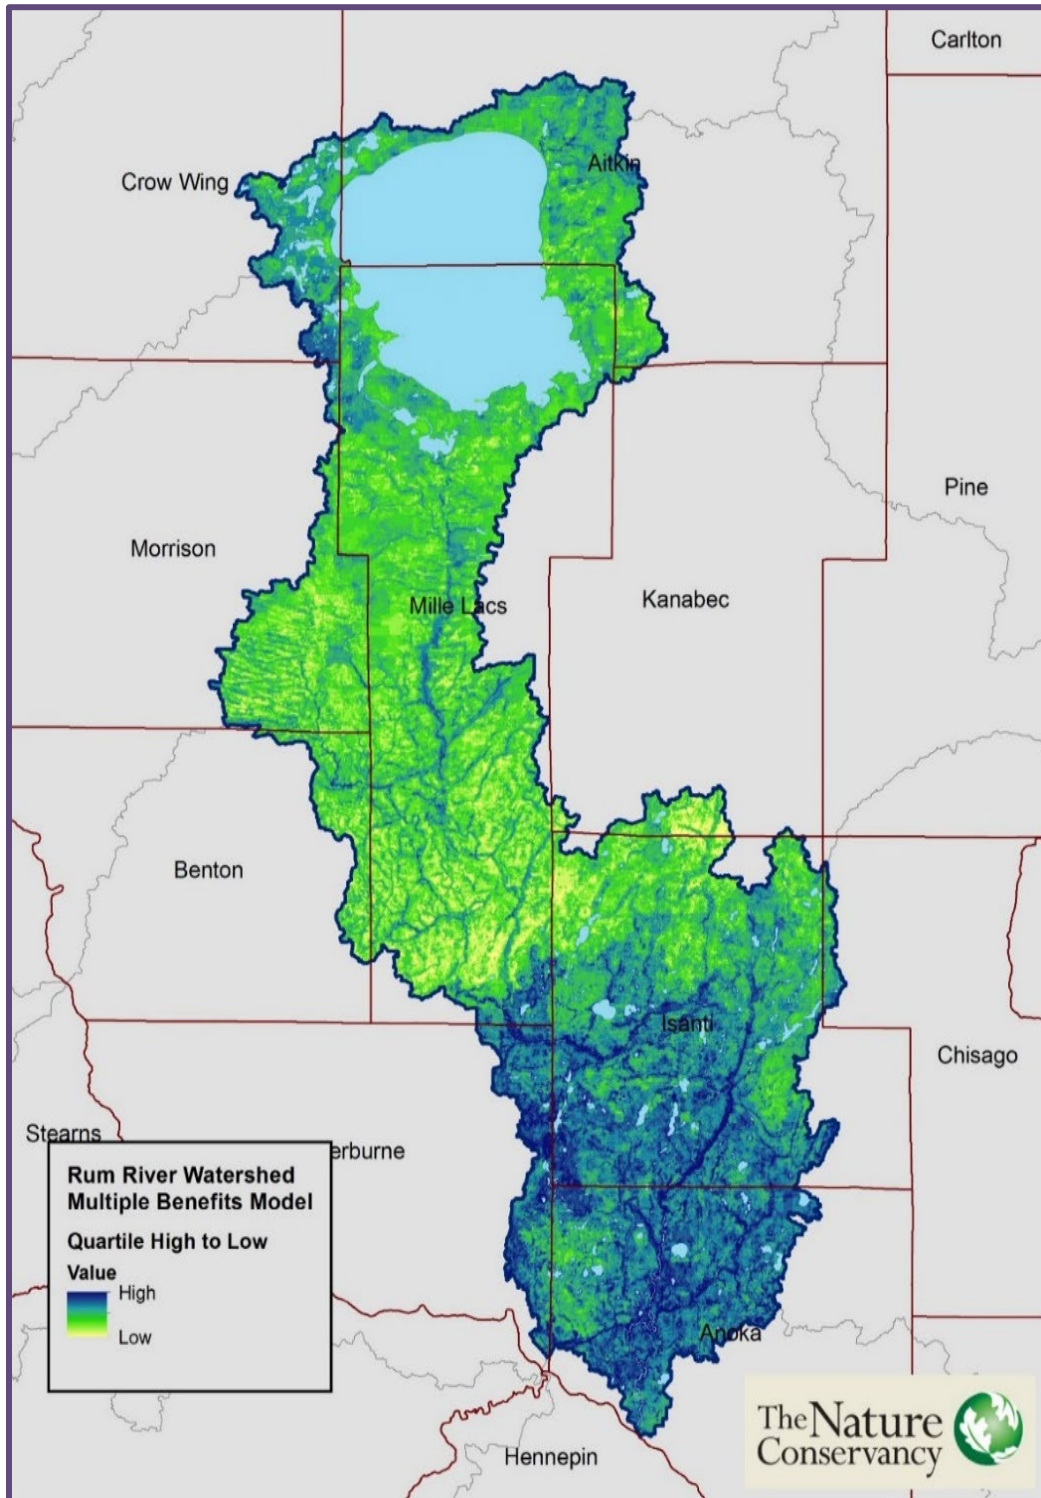 Carlton
Aitkin
Crow Wing
Pine
Morrison
Kanabec
Mille Lacs
Benton
Isanti
Chisago
Stearns
erburne
Rum River Watershed
Multiple Benefits Model
Quartile High to Low
Value
High
Low
Anoka
The Nature
Conservancy
Hennepin